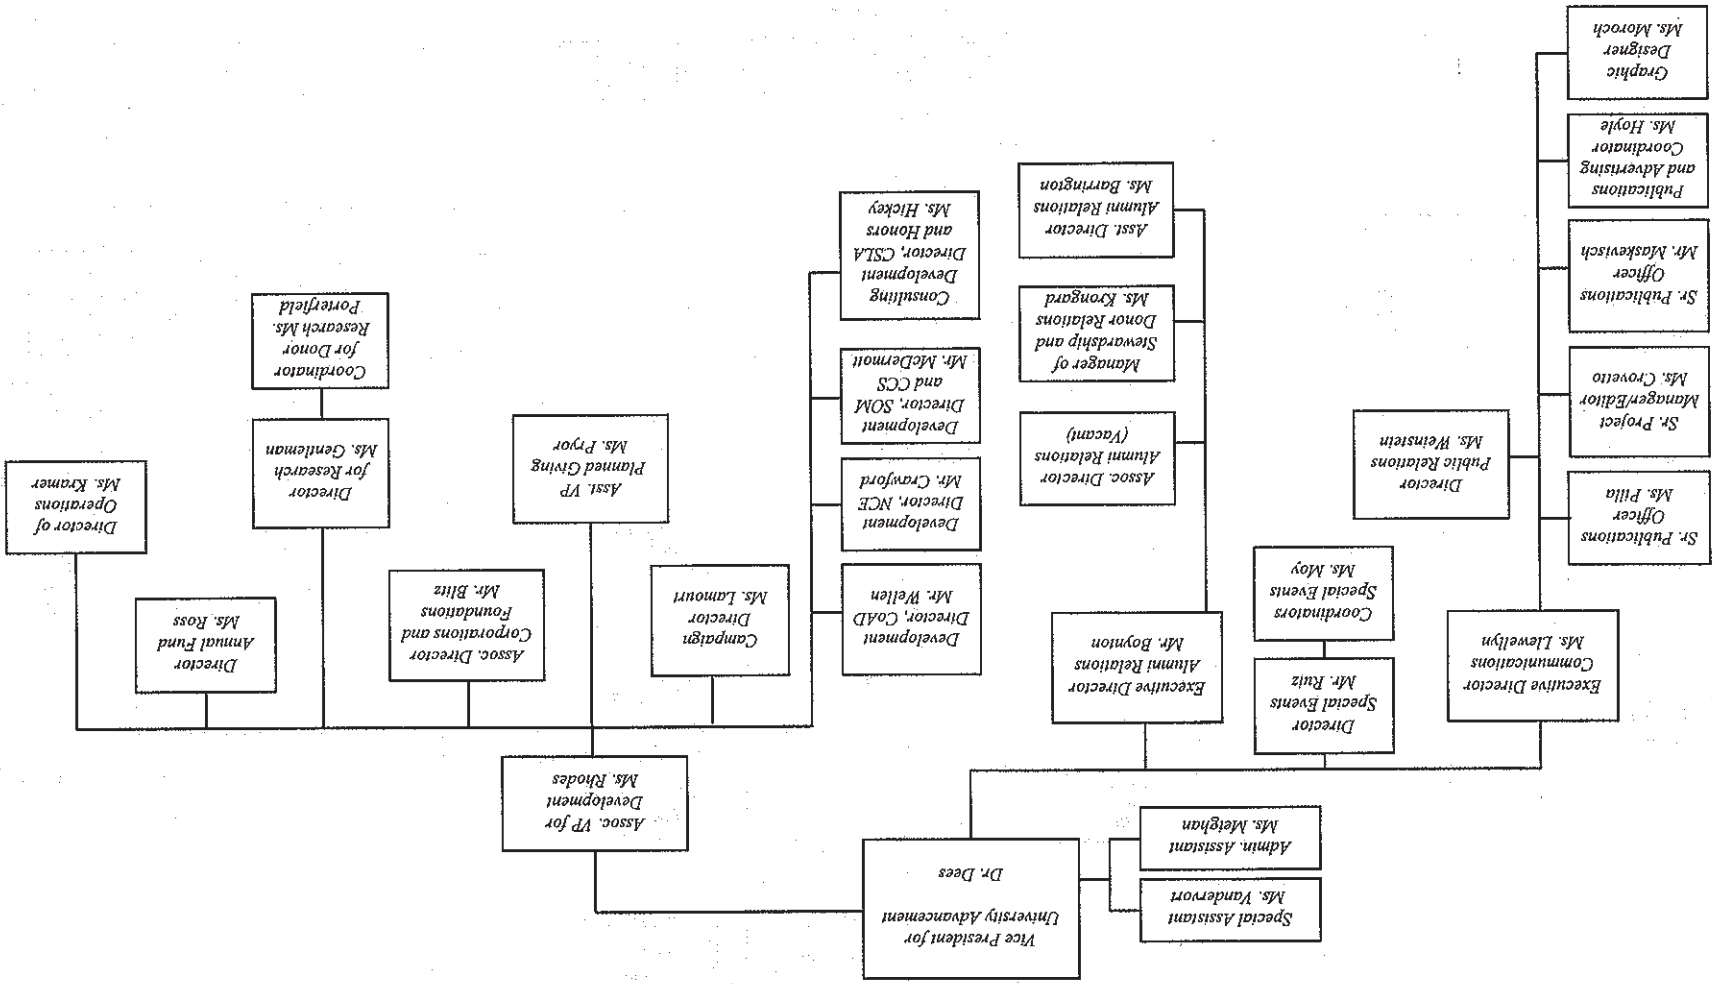 Vice President for
University Advancement
Dr. Dees
Special Assistant
Ms. Vandervort
Admin. Assistant
Ms. Meighan
Assoc. VP for
Development
Ms. Rhodes
Executive Director
Communications
Ms. Llewellyn
Director
Special Events
Mr. Ruiz
Coordinators
Special Events
Ms. Moy
Executive Director
Alumni Relations
Mr. Boynton
Sr. Publications
Officer
Ms. Pilla
Director
Public Relations
Ms. Weinstein
Sr. Project
Manager/Editor
Ms. Crovetto
Sr. Publications
Officer
Mr. Maskevisch
Publications
and Advertising
Coordinator
Ms. Hoyle
Graphic
Designer
Ms. Moroch
Assoc. Director
Alumni Relations
(Vacant)
Manager of
Stewardship and
Donor Relations
Ms. Krongard
Asst. Director
Alumni Relations
Ms. Barrington
Development
Director, CoAD
Mr. Wellen
Development
Director, NCE
Mr. Crawford
Development
Director, SOM
and CCS
Mr. McDermott
Consulting
Development
Director, CSLA
and Honors
Ms. Hickey
Campaign
Director
Ms. Lamourt
Asst. VP
Planned Giving
Ms. Pryor
Assoc. Director
Corporations and
Foundations
Mr. Blitz
Director
for Research
Ms. Gentleman
Coordinator
for Donor
Research Ms.
Porterfield
Director
Annual Fund
Ms. Ross
Director of
Operations
Ms. Kramer